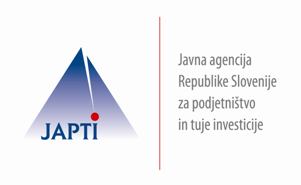 JAPTI
Javna agencija
Republike Slovenije
za podjetništvo
in tuje investicije